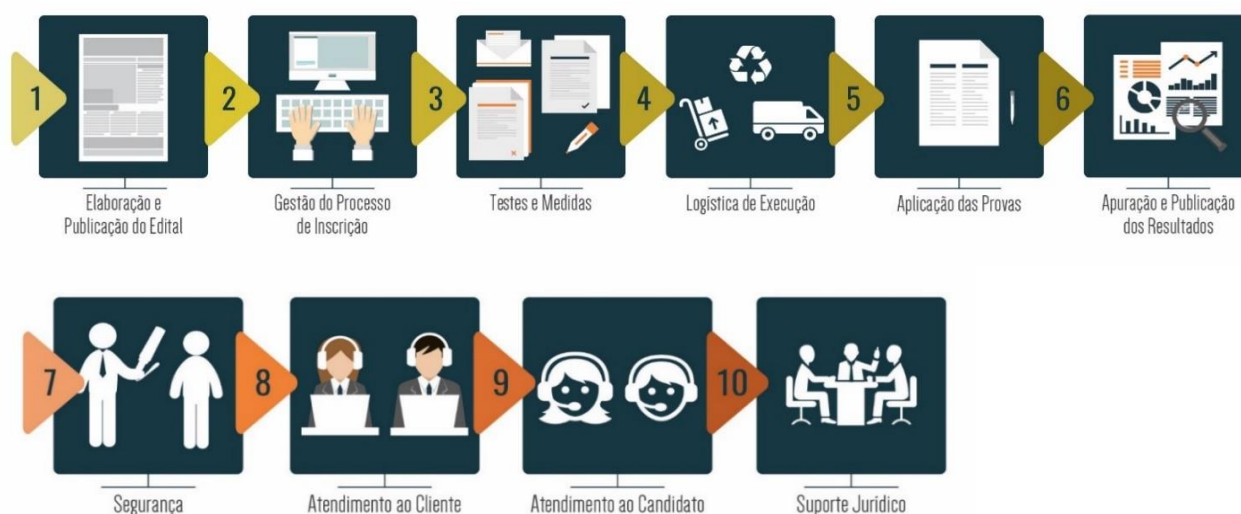 1
2
3
4
5
6
Elaboração e
Publicação do Edital
Gestão do Processo
de Inscrição
Testes e Medidas
Logística de Execução
Aplicação das Provas
Apuração e Publicação
dos Resultados
7
8
9
10
Segurança
Atendimento ao Cliente
Atendimento ao Candidato
Suporte Jurídico